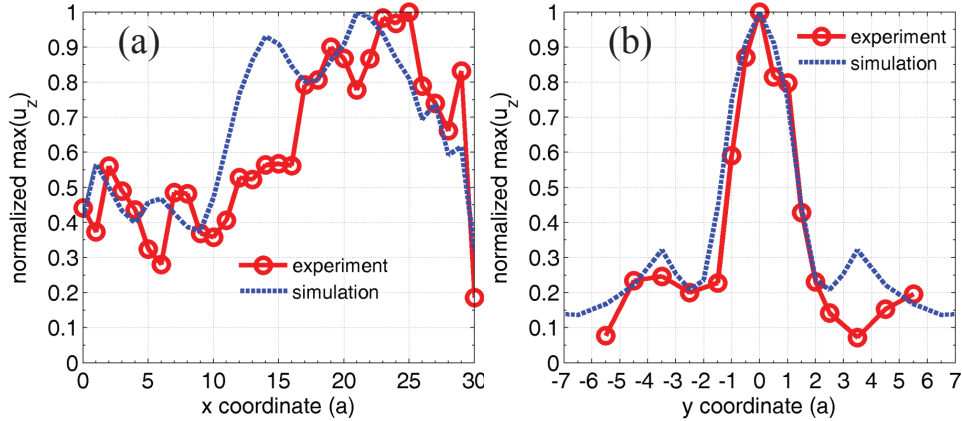 (a)
normalized max(u_z)
1
0.9
0.8
0.7
0.6
0.5
0.4
0.3
0.2
0.1
0
experiment
simulation
0 5 10 15 20 25 30
x coordinate (a)
(b)
normalized max(u_z)
1
0.9
0.8
0.7
0.6
0.5
0.4
0.3
0.2
0.1
0
experiment
simulation
-7 -6 -5 -4 -3 -2 -1 0 1 2 3 4 5 6 7
y coordinate (a)